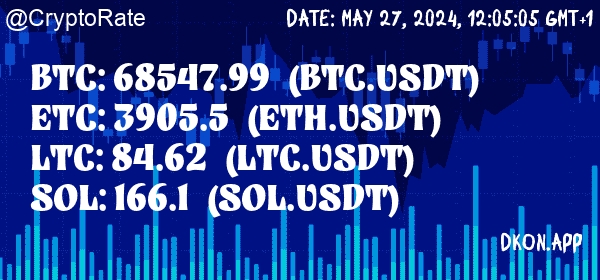 @CryptoRate
DATE: MAY 27, 2024, 12:05:05 GMT+1
BTC: 68547.99 (BTC.USDT)
ETC: 3905.5 (ETH.USDT)
LTC: 84.62 (LTC.USDT)
SOL: 166.1 (SOL.USDT)
DKON.APP